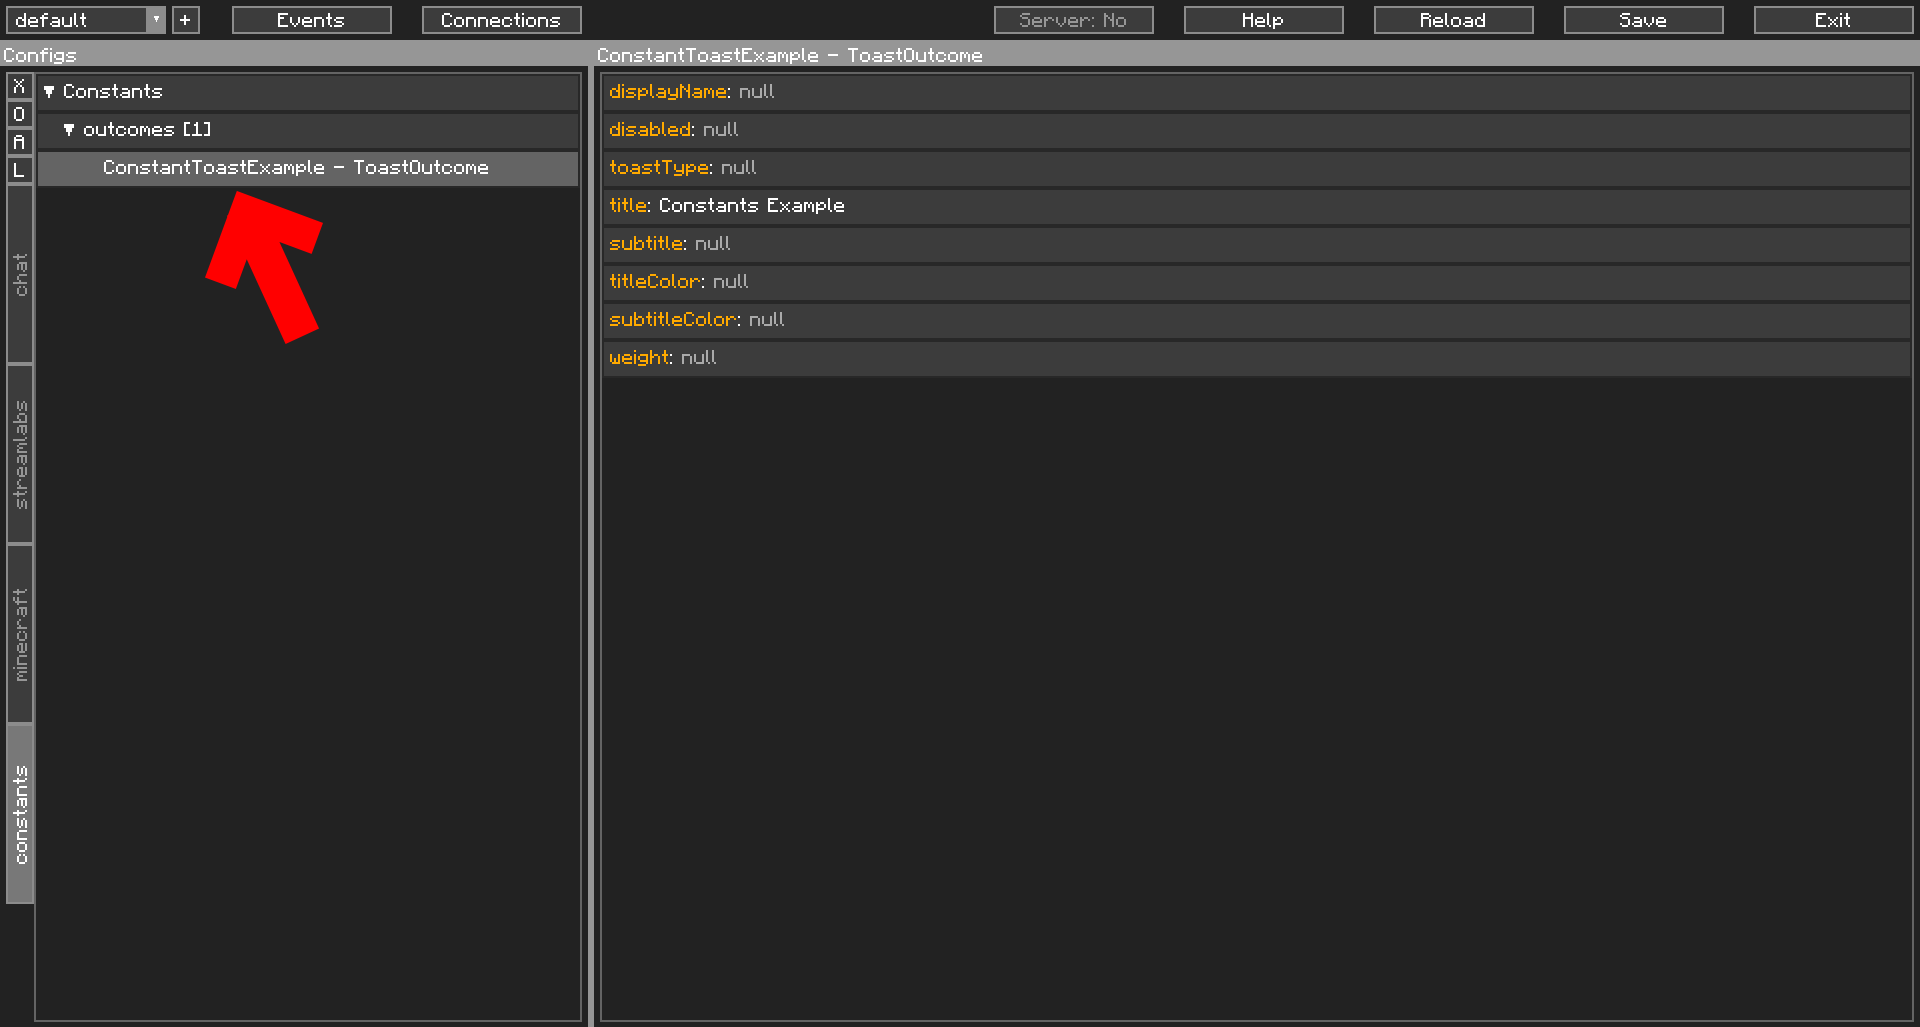 default ▼ + Events Connections Server: No Help Reload Save Exit
Configs
ConstantToastExample - ToastOutcome
X
O
A
L
chat
streamlabs
minecraft
constants
▼ Constants
▼ outcomes [1]
ConstantToastExample - ToastOutcome
displayName: null
disabled: null
toastType: null
title: Constants Example
subtitle: null
titleColor: null
subtitleColor: null
weight: null